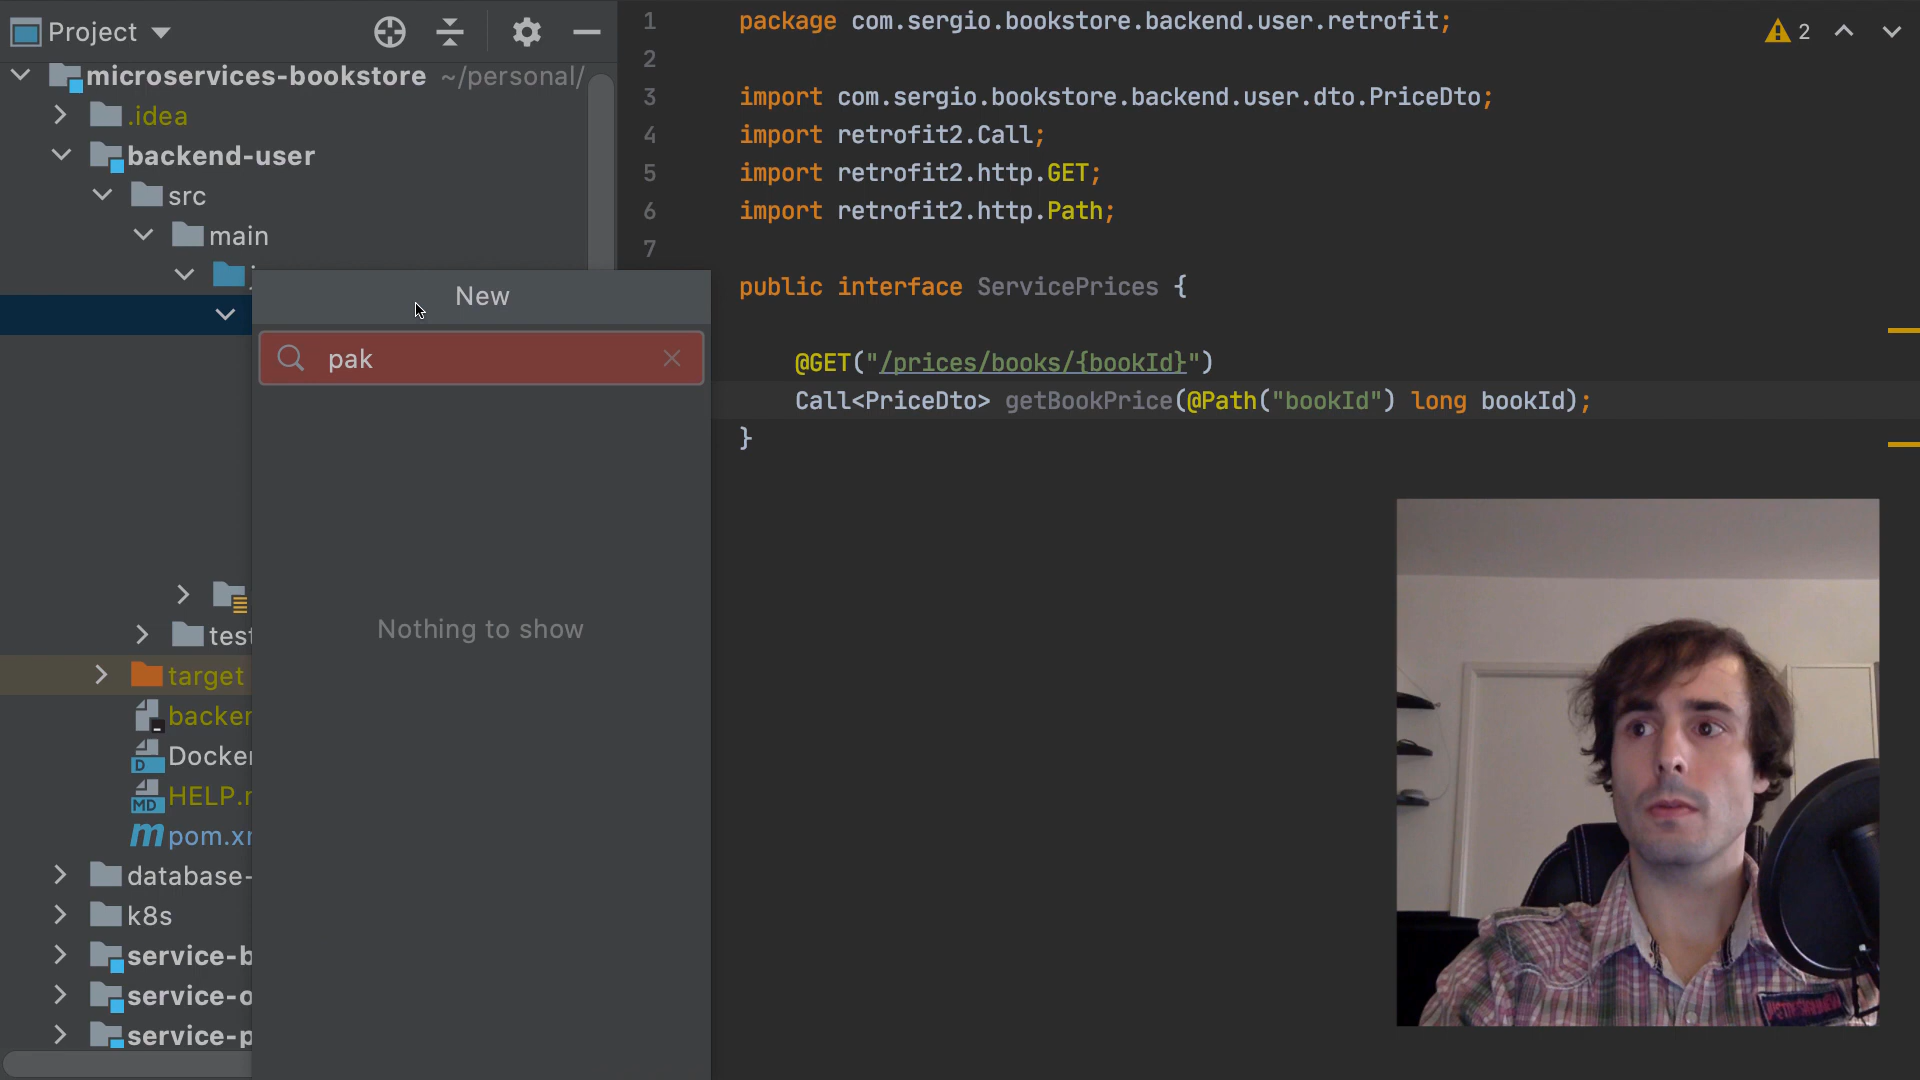 Project
microservices-bookstore ~/personal/
.idea
backend-user
src
main
New
pak
Nothing to show
test
target
backen
Docker
HELP.
pom.x
database-
k8s
service-b
service-o
service-p
2
1 package com.sergio.bookstore.backend.user.retrofit;
2
3 import com.sergio.bookstore.backend.user.dto.PriceDto;
4 import retrofit2.Call;
5 import retrofit2.http.GET;
6 import retrofit2.http.Path;
7
public interface ServicePrices {
@GET("/prices/books/{bookId}")
Call<PriceDto> getBookPrice(@Path("bookId") long bookId);
}